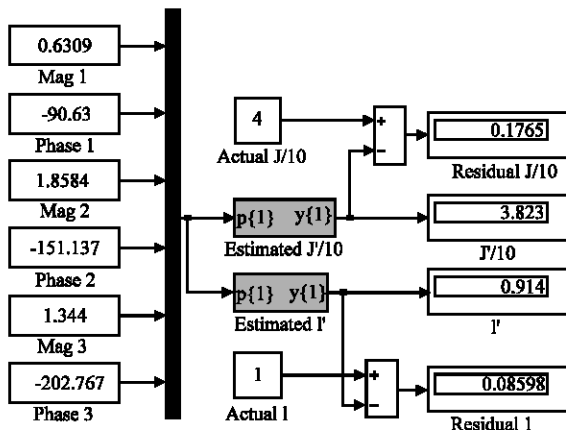 0.6309
Mag 1
-90.63
Phase 1
1.8584
Mag 2
-151.137
Phase 2
1.344
Mag 3
-202.767
Phase 3
4
Actual J/10
+
−
0.1765
Residual J/10
p{1} y{1}
Estimated J'/10
3.823
J'/10
p{1} y{1}
Estimated l'
0.914
l'
1
Actual l
+
−
0.08598
Residual 1